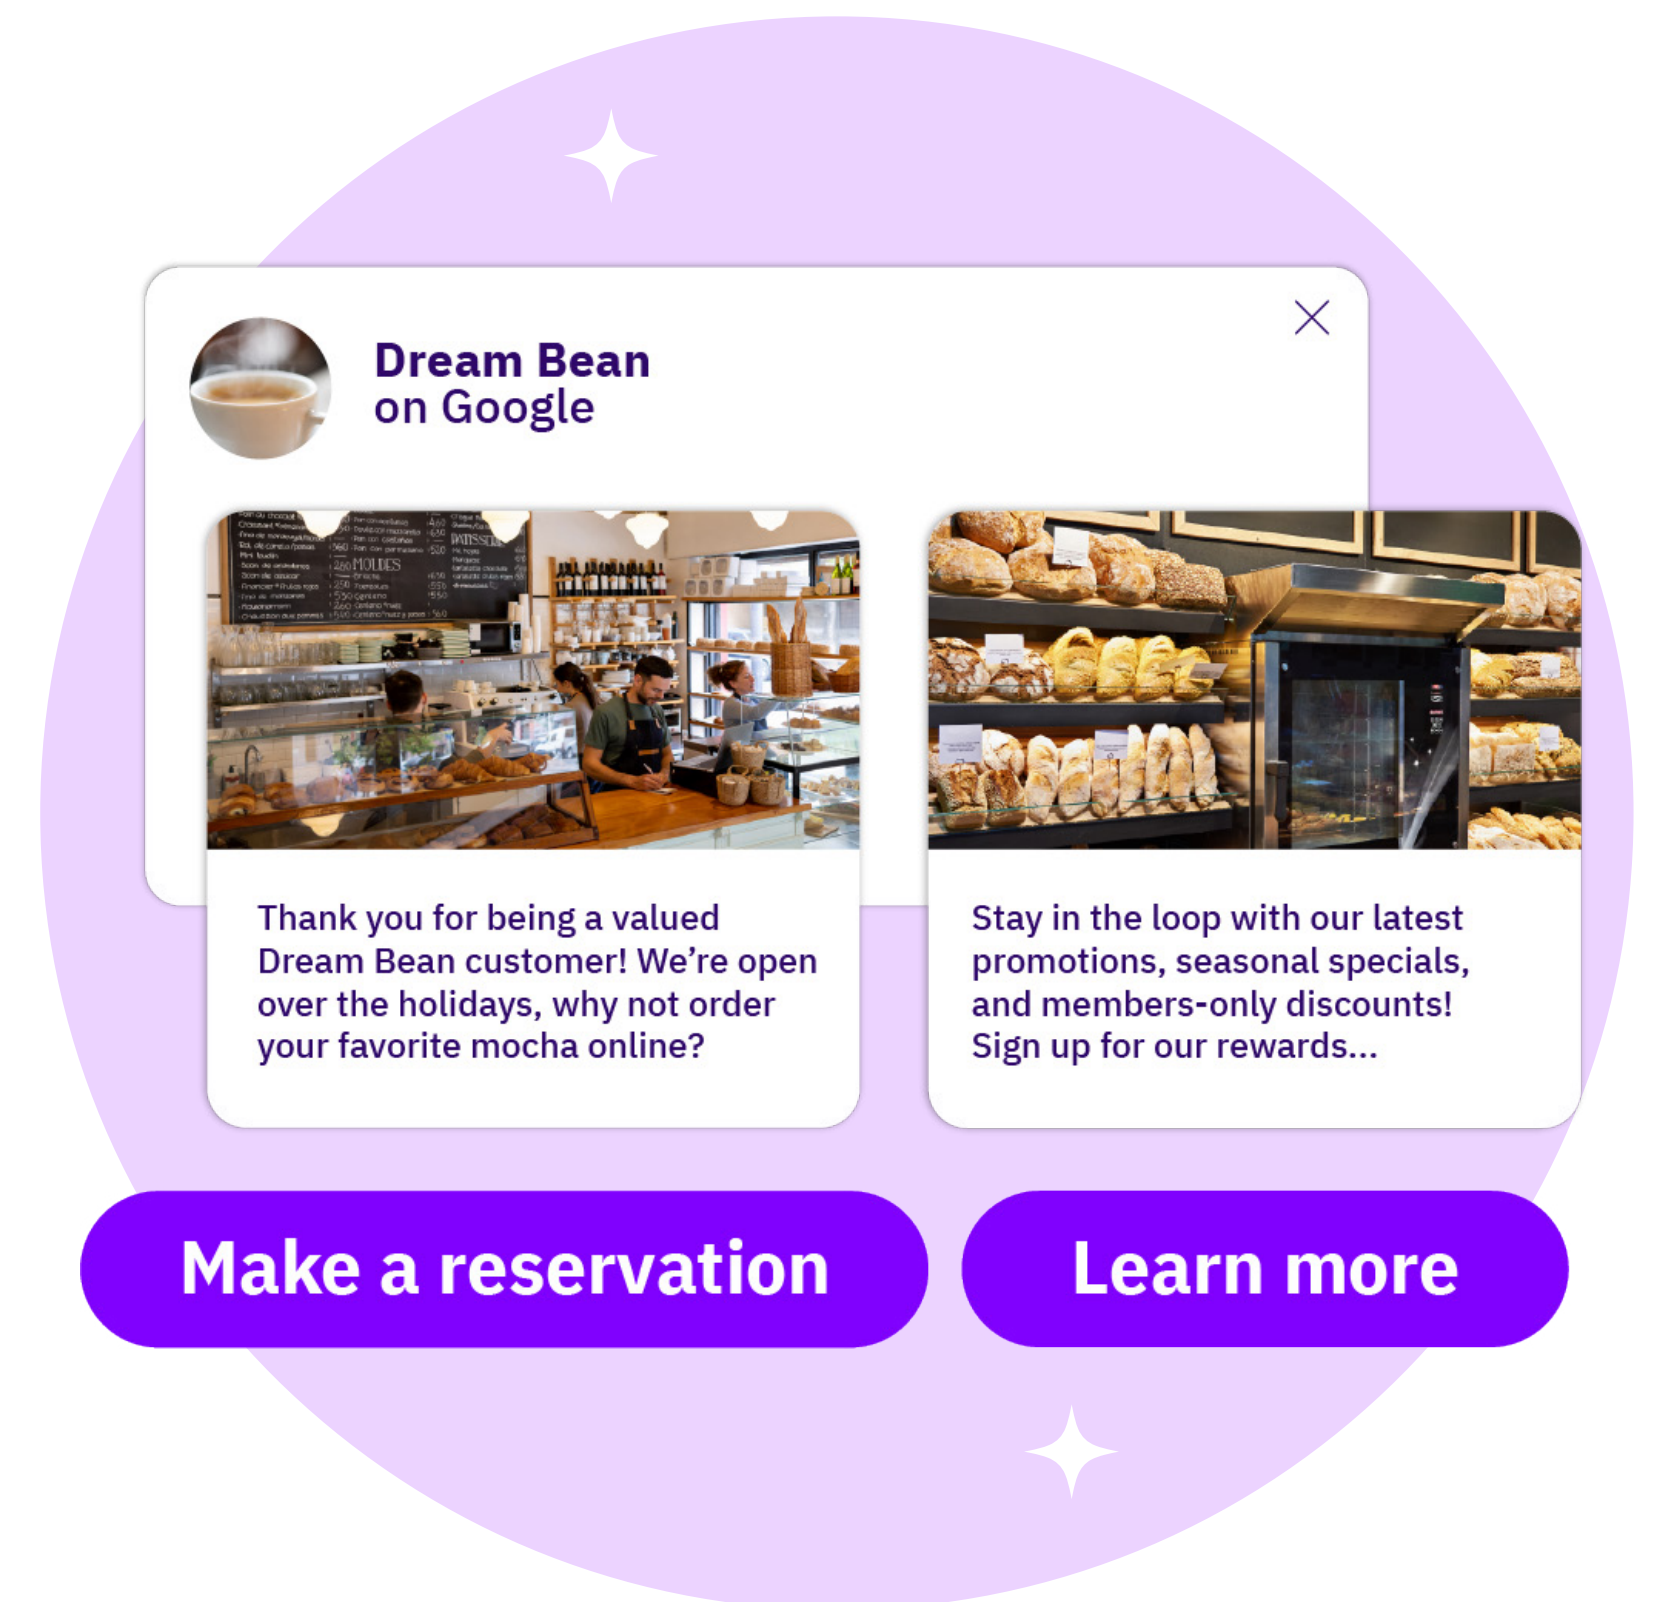 Dream Bean
on Google
MOLDES
Thank you for being a valued
Dream Bean customer! We’re open
over the holidays, why not order
your favorite mocha online?
Stay in the loop with our latest
promotions, seasonal specials,
and members-only discounts!
Sign up for our rewards...
Make a reservation
Learn more